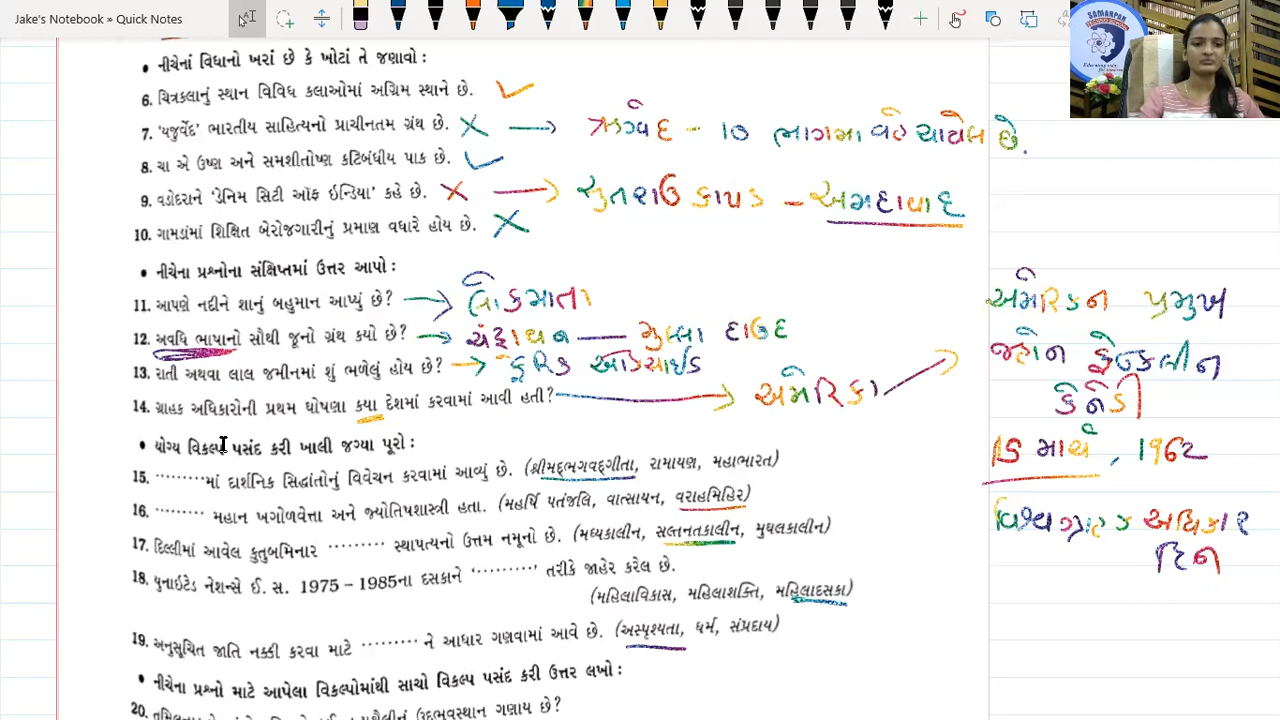 Jake's Notebook » Quick Notes
SAMARPAN
• નીચેનાં વિધાનો ખરાં છે કે ખોટાં તે જણાવો :
6. ચિત્રકલાનું સ્થાન વિવિધ કલાઓમાં અગ્રિમ સ્થાને છે.
7. 'યજુર્વેદ' ભારતીય સાહિત્યનો પ્રાચીનતમ ગ્રંથ છે. → ઋગ્વેદ - 10 ભાગમાં વહેંચાયેલ છે.
8. ચા એ ઉષ્ણ અને સમશીતોષ્ણ કટિબંધીય પાક છે.
9. વડોદરાને 'ડેનિમ સિટી ઑફ ઇન્ડિયા' કહે છે. → સુતરાઉ કાપડ - અમદાવાદ
10. ગામડાંમાં શિક્ષિત બેરોજગારીનું પ્રમાણ વધારે હોય છે.
• નીચેના પ્રશ્નોના સંક્ષિપ્તમાં ઉત્તર આપો :
11. આપણે નદીને શાનું બહુમાન આપ્યું છે? → લોકમાતા
12. અવધિ ભાષાનો સૌથી જૂનો ગ્રંથ કયો છે? → ચંદ્રાયન — મુલ્લા દાઉદ
13. રાતી અથવા લાલ જમીનમાં શું ભળેલું હોય છે? → ફેરિક ઑક્સાઇડ
14. ગ્રાહક અધિકારોની પ્રથમ ઘોષણા કયા દેશમાં કરવામાં આવી હતી? → અમેરિકા
અમેરિકન પ્રમુખ
જ્હોન ફ્રેન્કલીન
કેનેડી
15 માર્ચ, 1962
વિશ્વ ગ્રાહક અધિકાર
દિન
• યોગ્ય વિકલ્પ પસંદ કરી ખાલી જગ્યા પૂરો :
15. ·········માં દાર્શનિક સિદ્ધાંતોનું વિવેચન કરવામાં આવ્યું છે. (શ્રીમદ્ભગવદ્ગીતા, રામાયણ, મહાભારત)
16. ········· મહાન ખગોળવેત્તા અને જ્યોતિષશાસ્ત્રી હતા. (મહર્ષિ પતંજલિ, વાત્સાયન, વરાહમિહિર)
17. દિલ્લીમાં આવેલ કુતુબમિનાર ········· સ્થાપત્યનો ઉત્તમ નમૂનો છે. (મધ્યકાલીન, સલ્તનતકાલીન, મુઘલકાલીન)
18. યુનાઇટેડ નેશન્સે ઈ. સ. 1975 – 1985ના દસકાને '·········' તરીકે જાહેર કરેલ છે.
(મહિલાવિકાસ, મહિલાશક્તિ, મહિલાદસકા)
19. અનુસૂચિત જાતિ નક્કી કરવા માટે ········· ને આધાર ગણવામાં આવે છે. (અસ્પૃશ્યતા, ધર્મ, સંપ્રદાય)
• નીચેના પ્રશ્નો માટે આપેલા વિકલ્પોમાંથી સાચો વિકલ્પ પસંદ કરી ઉત્તર લખો :
20. ઉદ્ભવસ્થાન ગણાય છે?